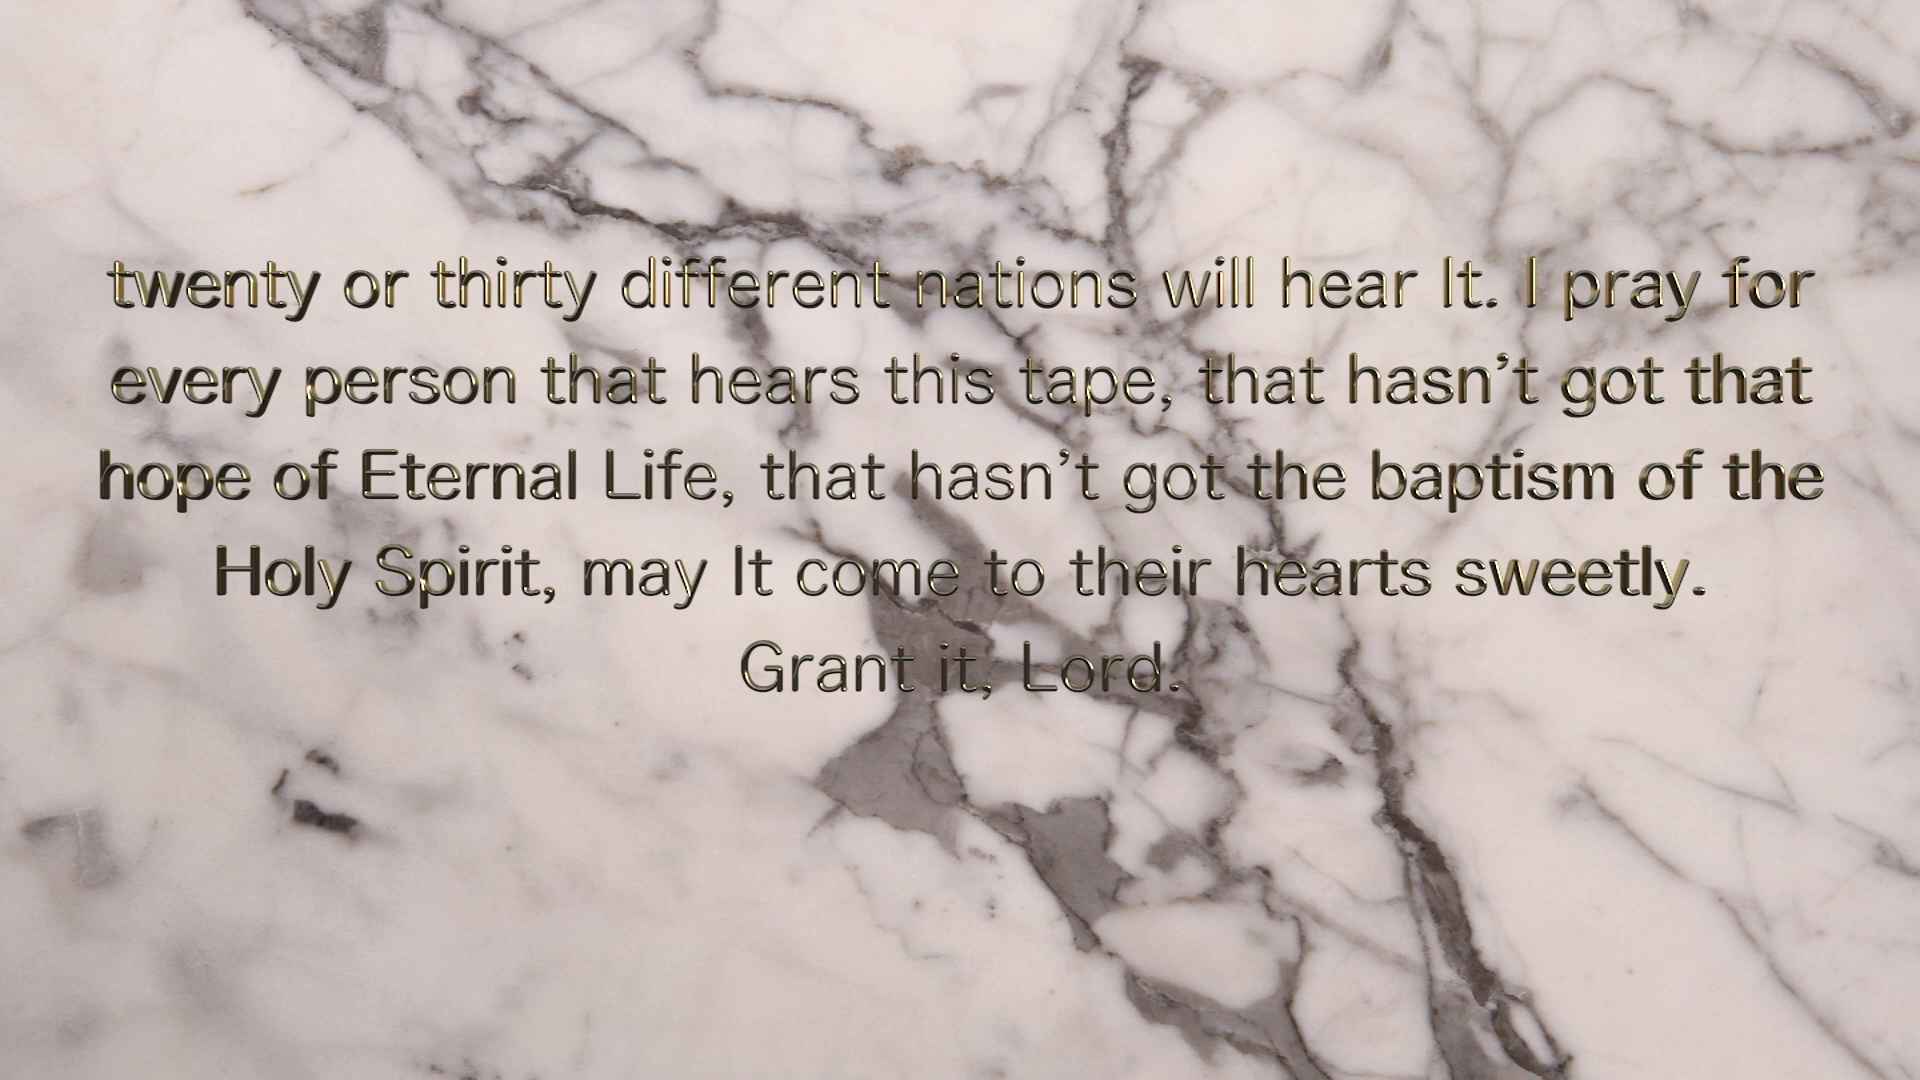 twenty or thirty different nations will hear It. I pray for
every person that hears this tape, that hasn’t got that
hope of Eternal Life, that hasn’t got the baptism of the
Holy Spirit, may It come to their hearts sweetly.
Grant it, Lord.